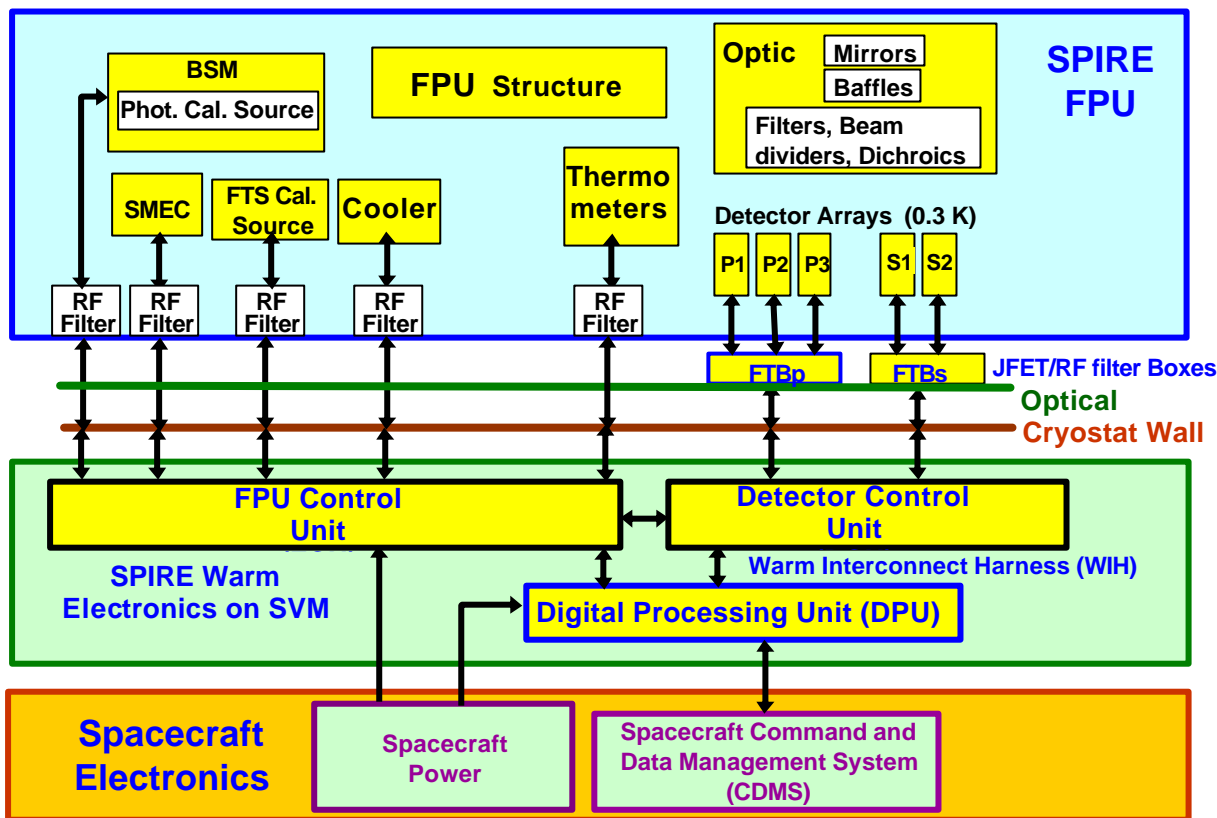 BSM
Phot. Cal. Source
FPU Structure
Optic
Mirrors
Baffles
Filters, Beam
dividers, Dichroics
SPIRE
FPU
SMEC
FTS Cal.
Source
Cooler
Thermo
meters
Detector Arrays (0.3 K)
P1
P2
P3
S1
S2
RF
Filter
RF
Filter
RF
Filter
RF
Filter
RF
Filter
FTBp
FTBs
JFET/RF filter Boxes
Optical
Cryostat Wall
FPU Control
Unit
Detector Control
Unit
Warm Interconnect Harness (WIH)
SPIRE Warm
Electronics on SVM
Digital Processing Unit (DPU)
Spacecraft
Electronics
Spacecraft
Power
Spacecraft Command and
Data Management System
(CDMS)